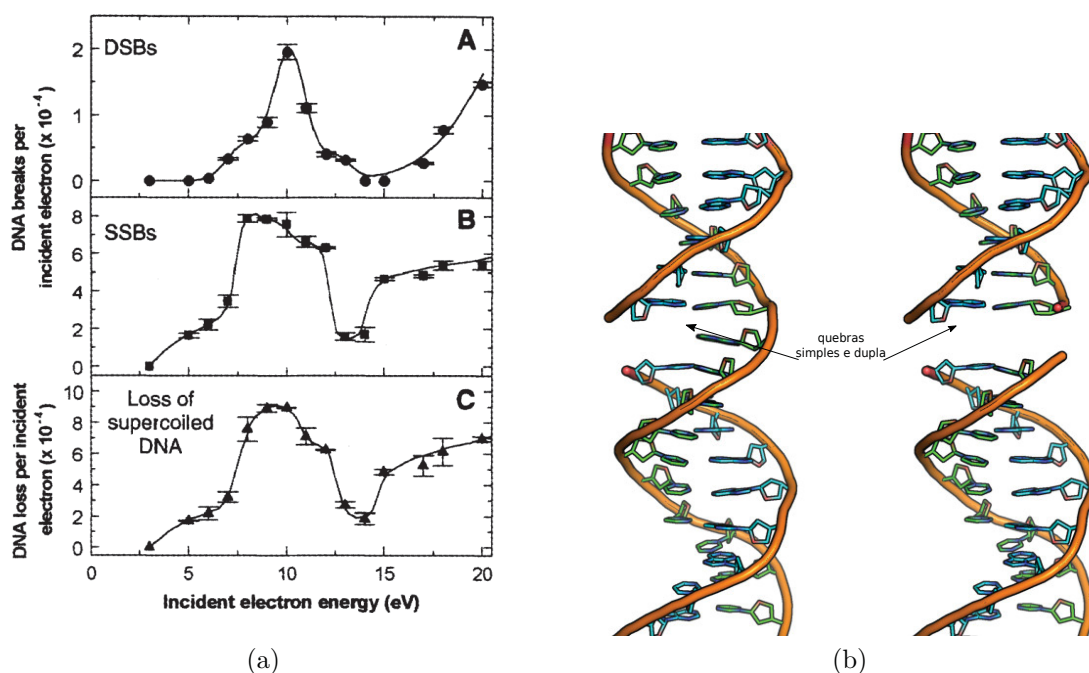 DSBs
A
2
1
0
DNA breaks per
incident electron (x 10⁻⁴)
SSBs
B
8
6
4
2
0
Loss of
supercoiled
DNA
C
10
8
6
4
2
0
DNA loss per incident
electron (x 10⁻⁴)
0
5
10
15
20
Incident electron energy (eV)
(a)
quebras
simples e dupla
(b)